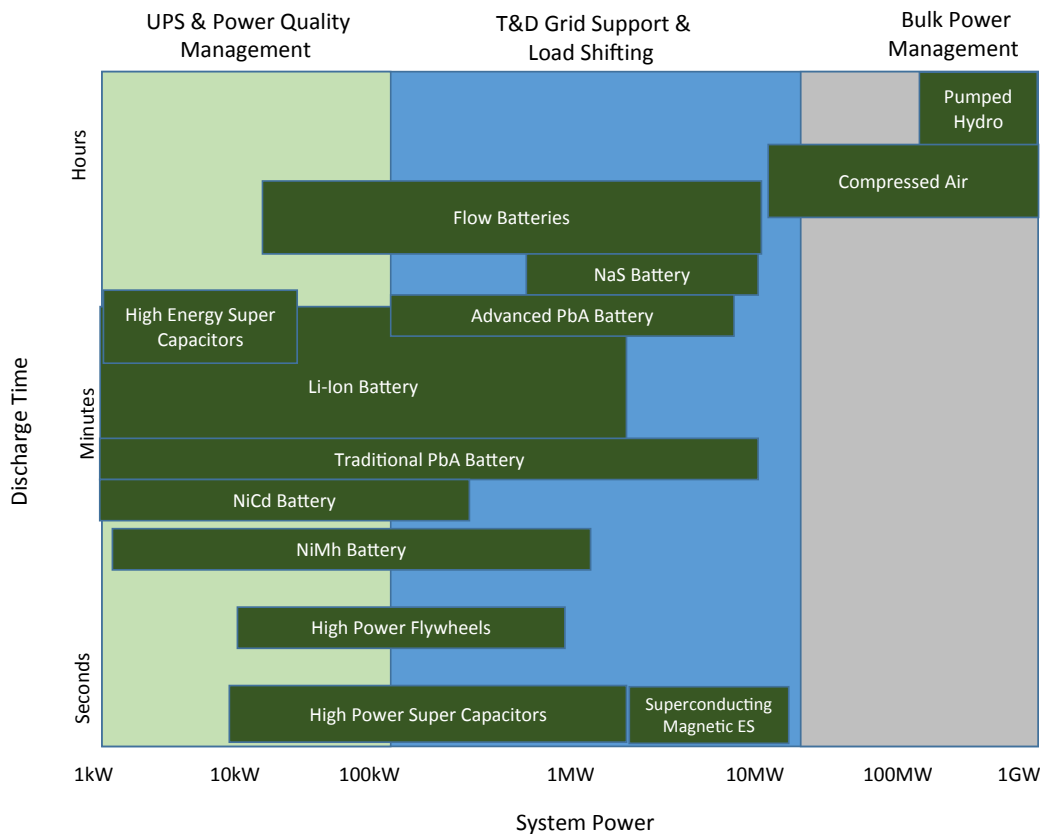 UPS & Power Quality
Management
T&D Grid Support &
Load Shifting
Bulk Power
Management
Pumped
Hydro
Hours
Compressed Air
Flow Batteries
NaS Battery
High Energy Super
Capacitors
Advanced PbA Battery
Li-Ion Battery
Minutes
Discharge Time
Traditional PbA Battery
NiCd Battery
NiMh Battery
High Power Flywheels
Seconds
High Power Super Capacitors
Superconducting
Magnetic ES
1kW
10kW
100kW
1MW
10MW
100MW
1GW
System Power